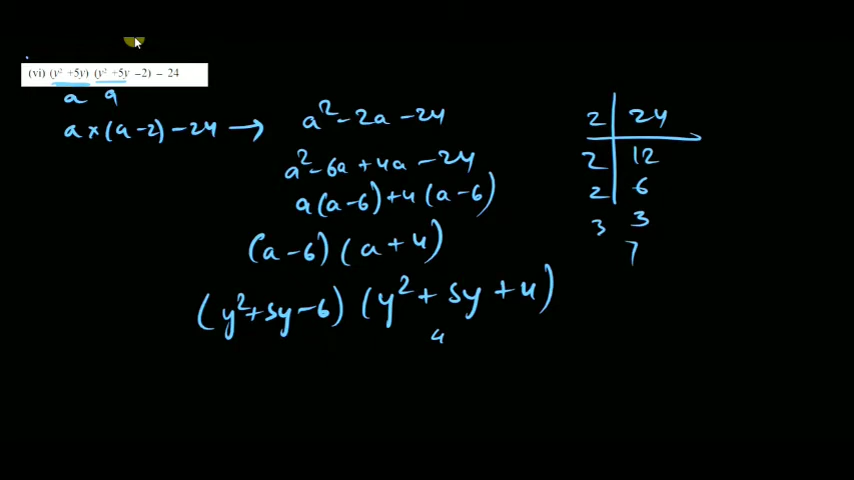 (vi) (y² +5y) (y² +5y −2) − 24
a a
a × (a − 2) − 24 →
a² − 2a − 24
a² − 6a + 4a − 24
a(a − 6) + 4(a − 6)
(a − 6) (a + 4)
(y² + 5y − 6) (y² + 5y + 4)
4
2 | 24
2 | 12
2 | 6
3 3
1